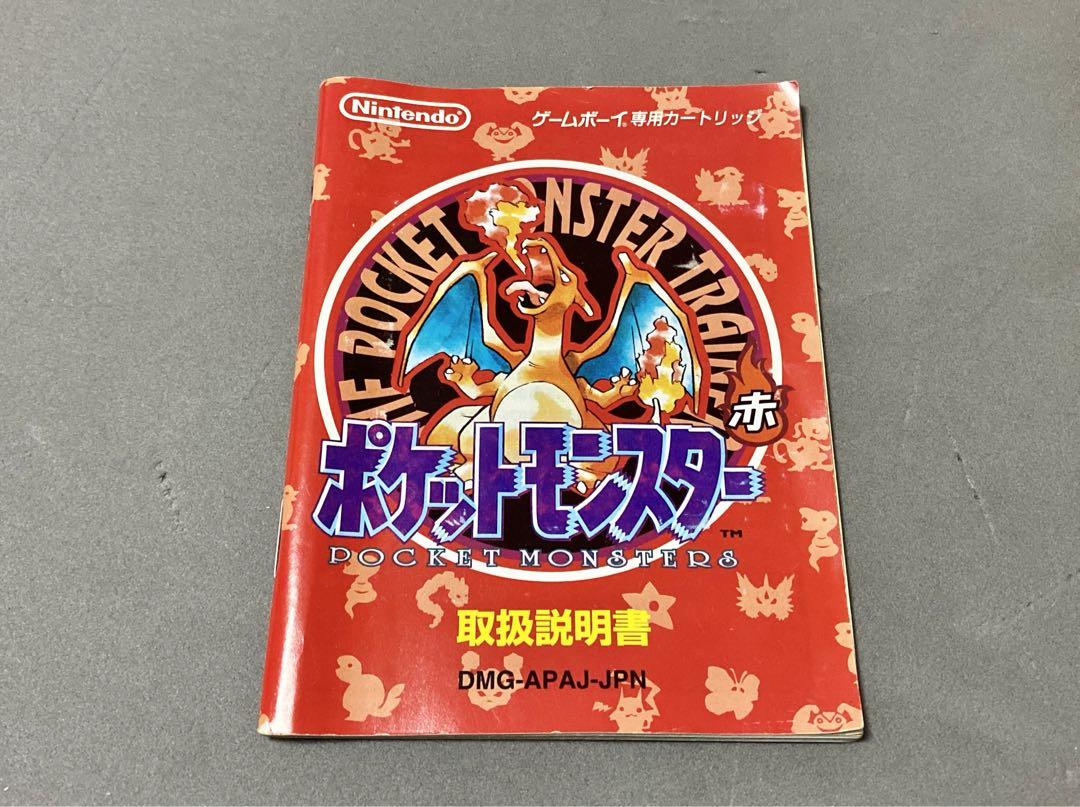 Nintendo
ゲームボーイ®専用カートリッジ
POCKET MONSTER TRAIN
赤
ポケットモンスター
TM
POCKET MONSTERS
取扱説明書
DMG-APAJ-JPN